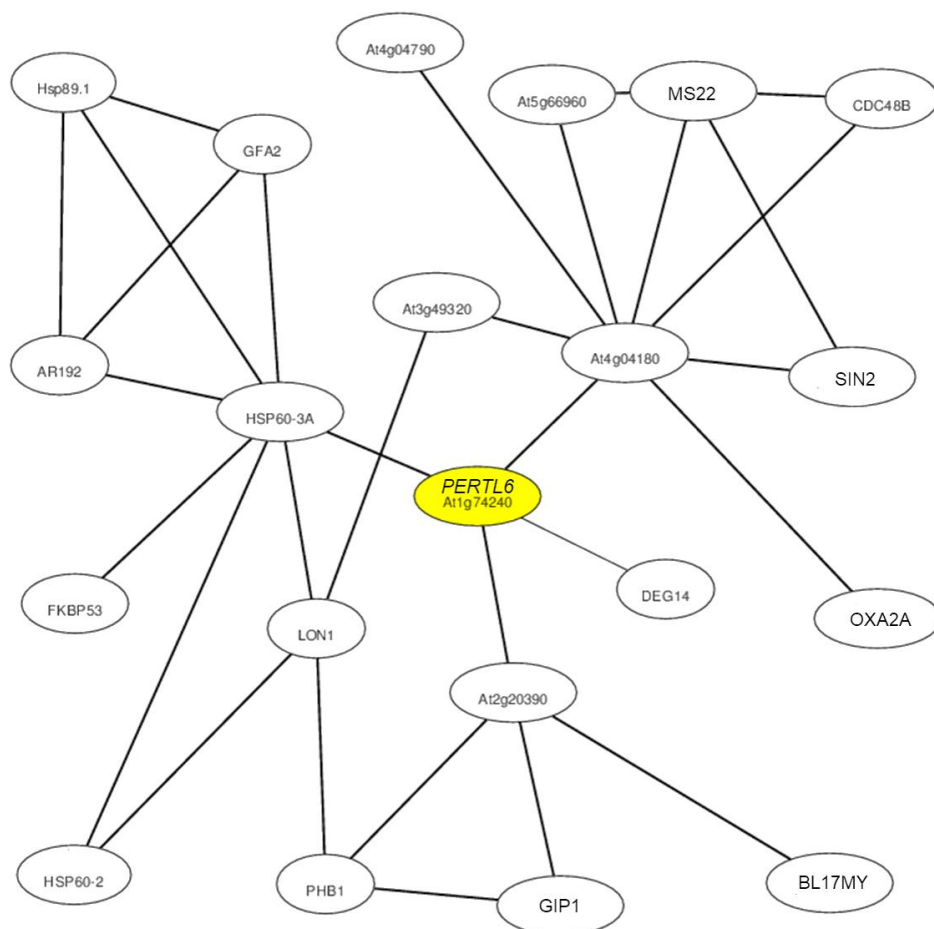 At4g04790
Hsp89.1
At5g66960
MS22
CDC48B
GFA2
At3g49320
At4g04180
AR192
SIN2
HSP60-3A
PERTL6
At1g74240
DEG14
FKBP53
LON1
OXA2A
At2g20390
HSP60-2
PHB1
GIP1
BL17MY